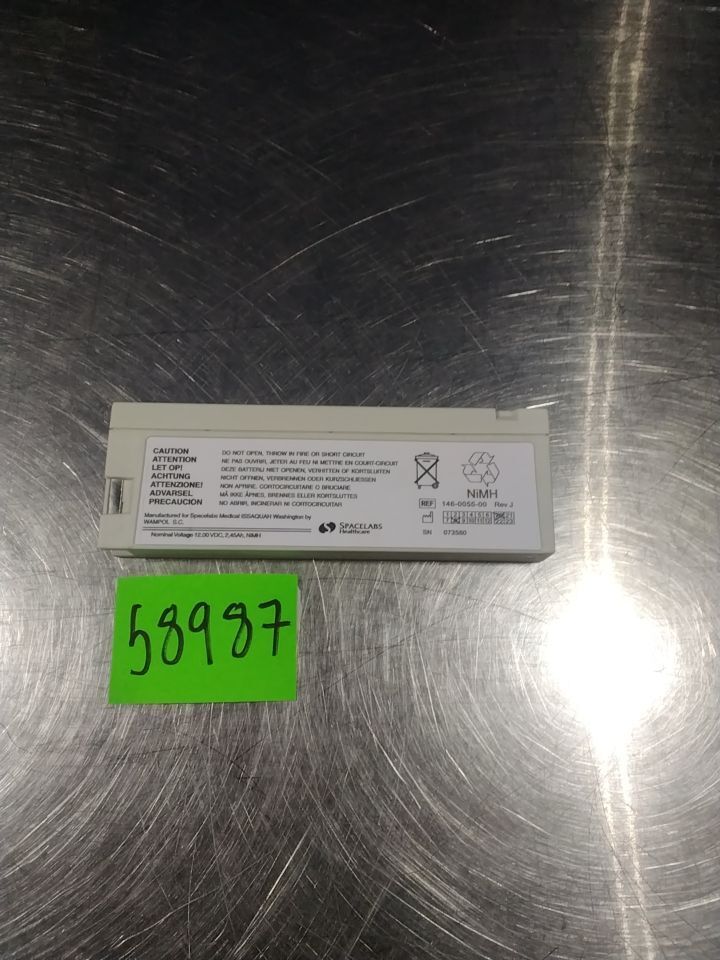 CAUTION DO NOT OPEN, THROW IN FIRE OR SHORT CIRCUIT
ATTENTION NE PAS OUVRIR, JETER AU FEU NI METTRE EN COURT-CIRCUIT
LET OP! DEZE BATTERIJ NIET OPENEN, VERHITTEN OF KORTSLUITEN
ACHTUNG NICHT ÖFFNEN, VERBRENNEN ODER KURZSCHLIESSEN
ATTENZIONE! NON APRIRE, CORTOCIRCUITARE O BRUCIARE
ADVARSEL MÅ IKKE ÅPNES, BRENNES ELLER KORTSLUTTES
PRECAUCION NO ABRIR, INCINERAR NI CORTOCIRCUITAR
Manufactured for Spacelabs Medical ISSAQUAH Washington by
WAMPOL S.C.
Nominal Voltage 12.00 VDC, 2,45Ah, NiMH
SPACELABS
Healthcare
NiMH
REF 146-0055-00 Rev J
SN 073580
58987